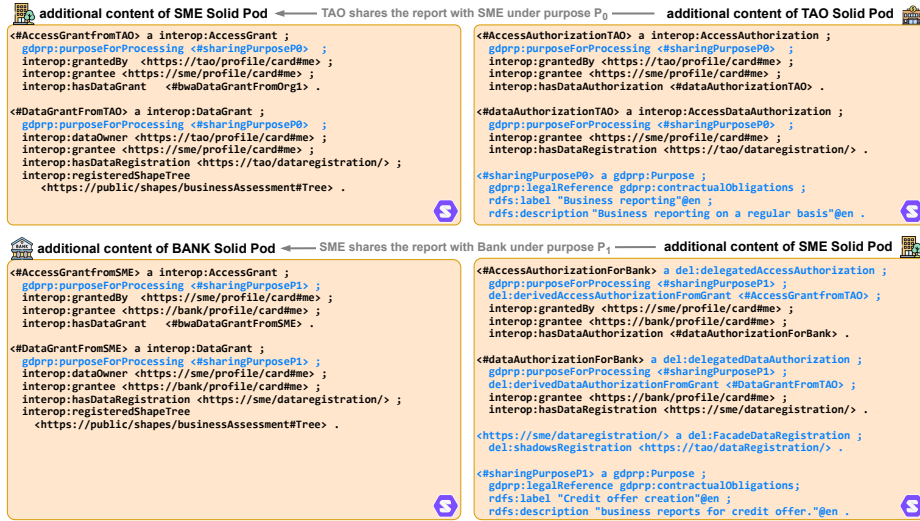 additional content of SME Solid Pod
TAO shares the report with SME under purpose P0
additional content of TAO Solid Pod
<#AccessGrantfromTAO> a interop:AccessGrant ;
gdprp:purposeForProcessing <#sharingPurposeP0> ;
interop:grantedBy <https://tao/profile/card#me> ;
interop:grantee <https://sme/profile/card#me> ;
interop:hasDataGrant <#bwaDataGrantFromOrg1> .
<#DataGrantFromTAO> a interop:DataGrant ;
gdprp:purposeForProcessing <#sharingPurposeP0> ;
interop:dataOwner <https://tao/profile/card#me> ;
interop:grantee <https://sme/profile/card#me> ;
interop:hasDataRegistration <https://tao/dataregistration/> ;
interop:registeredShapeTree
<https://public/shapes/businessAssessment#Tree> .
<#AccessAuthorizationTAO> a interop:AccessAuthorization ;
gdprp:purposeForProcessing <#sharingPurposeP0> ;
interop:grantedBy <https://tao/profile/card#me> ;
interop:grantee <https://sme/profile/card#me> ;
interop:hasDataAuthorization <#dataAuthorizationTAO> .
<#dataAuthorizationTAO> a interop:AccessDataAuthorization ;
gdprp:purposeForProcessing <#sharingPurposeP0> ;
interop:grantee <https://sme/profile/card#me> ;
interop:hasDataRegistration <https://tao/dataregistration/> .
<#sharingPurposeP0> a gdprp:Purpose ;
gdprp:legalReference gdprp:contractualObligations ;
rdfs:label "Business reporting"@en ;
rdfs:description "Business reporting on a regular basis"@en .
BANK
additional content of BANK Solid Pod
SME shares the report with Bank under purpose P1
additional content of SME Solid Pod
<#AccessGrantfromSME> a interop:AccessGrant ;
gdprp:purposeForProcessing <#sharingPurposeP1> ;
interop:grantedBy <https://sme/profile/card#me> ;
interop:grantee <https://bank/profile/card#me> ;
interop:hasDataGrant <#bwaDataGrantFromSME> .
<#DataGrantFromSME> a interop:DataGrant ;
gdprp:purposeForProcessing <#sharingPurposeP1> ;
interop:dataOwner <https://sme/profile/card#me> ;
interop:grantee <https://bank/profile/card#me> ;
interop:hasDataRegistration <https://sme/dataregistration/> ;
interop:registeredShapeTree
<https://public/shapes/businessAssessment#Tree> .
<#AccessAuthorizationForBank> a del:delegatedAccessAuthorization ;
gdprp:purposeForProcessing <#sharingPurposeP1> ;
del:derivedAccessAuthorizationFromGrant <#AccessGrantfromTAO> ;
interop:grantedBy <https://sme/profile/card#me> ;
interop:grantee <https://bank/profile/card#me> ;
interop:hasDataAuthorization <#dataAuthorizationForBank> .
<#dataAuthorizationForBank> a del:delegatedDataAuthorization ;
gdprp:purposeForProcessing <#sharingPurposeP1> ;
del:derivedDataAuthorizationFromGrant <#DataGrantFromTAO> ;
interop:grantee <https://bank/profile/card#me> ;
interop:hasDataRegistration <https://sme/dataregistration/> .
<https://sme/dataregistration/> a del:FacadeDataRegistration ;
del:shadowsRegistration <https://tao/dataRegistration/> .
<#sharingPurposeP1> a gdprp:Purpose ;
gdprp:legalReference gdprp:contractualObligations;
rdfs:label "Credit offer creation"@en ;
rdfs:description "business reports for credit offer."@en .